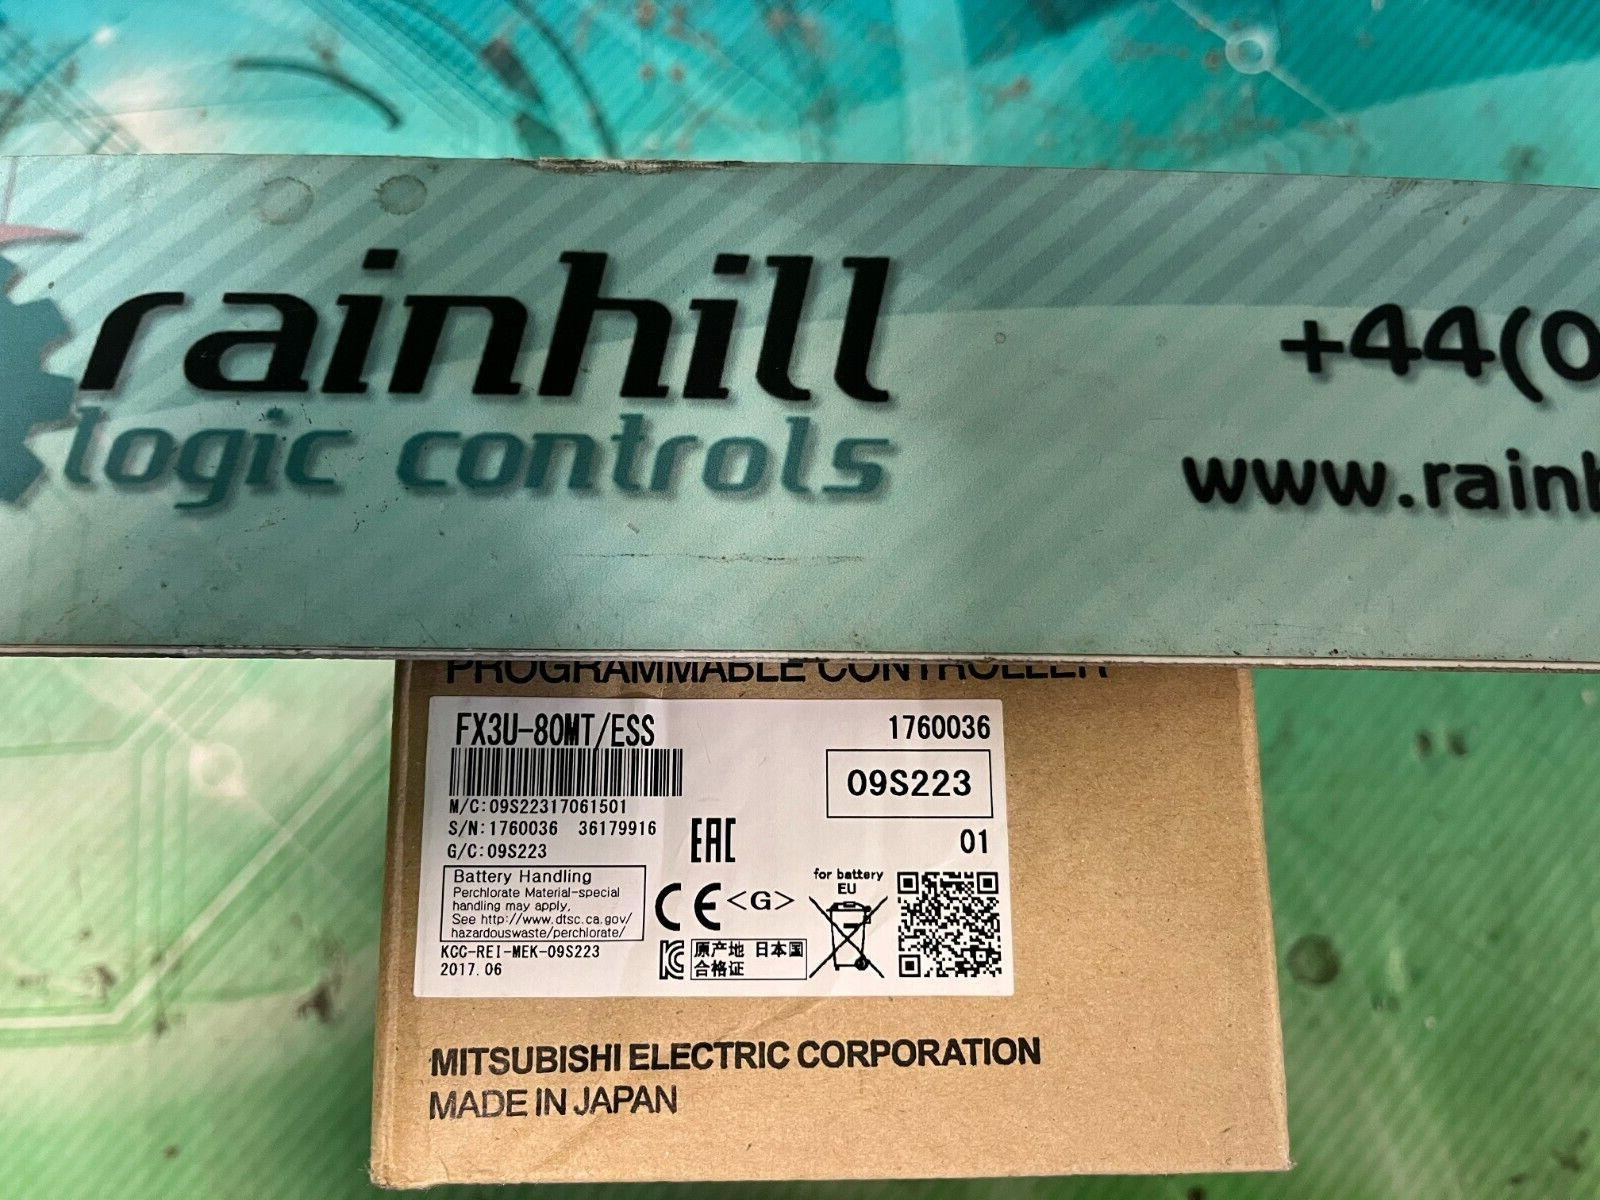 rainhill
logic controls
+44(0
www.rainh
PROGRAMMABLE CONTROLLER
FX3U-80MT/ESS
1760036
09S223
M/C:09S22317061501
S/N:1760036 36179916
G/C:09S223
EAC
01
Battery Handling
Perchlorate Material-special
handling may apply,
See http://www.dtsc.ca.gov/
hazardouswaste/perchlorate/
CE <G>
for battery
EU
KCC-REI-MEK-09S223
2017.06
原产地 日本国
合格证
MITSUBISHI ELECTRIC CORPORATION
MADE IN JAPAN